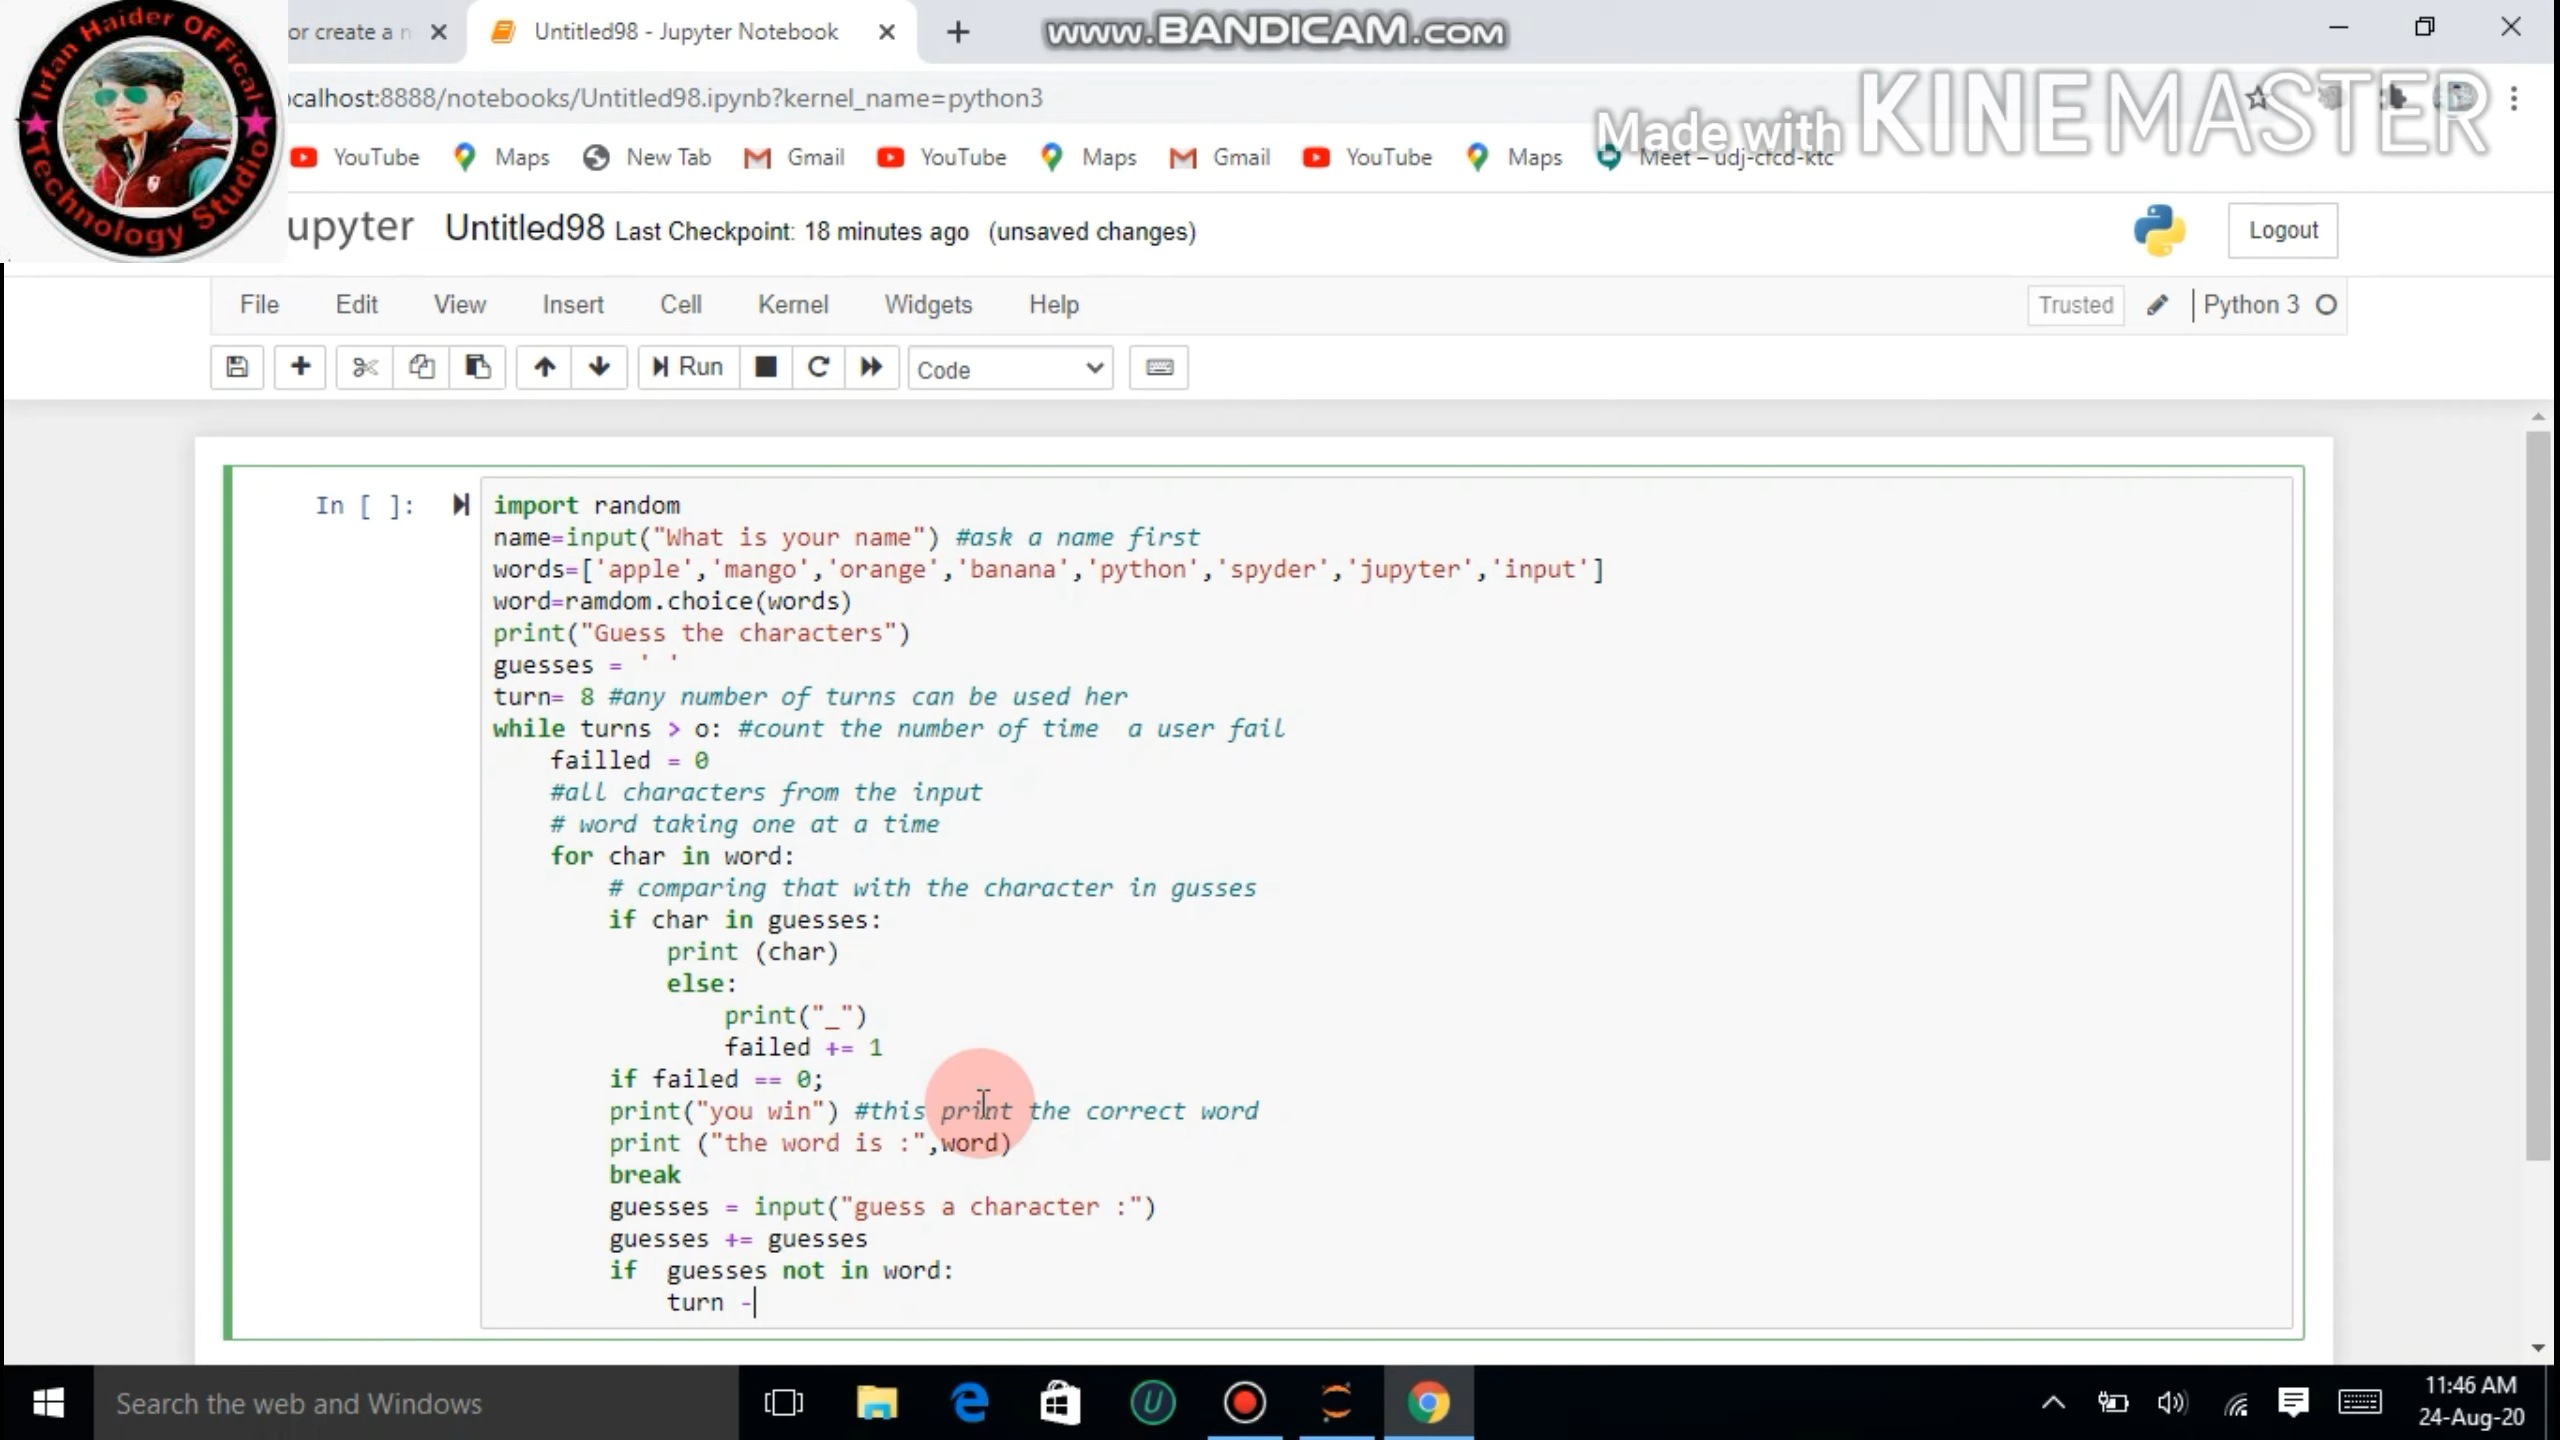 Irfan Haider OFFical
Technology Studio
or create a n
Untitled98 - Jupyter Notebook
www.BANDICAM.com
ocalhost:8888/notebooks/Untitled98.ipynb?kernel_name=python3
Made with KINEMASTER
YouTube Maps New Tab Gmail YouTube Maps Gmail YouTube Maps Meet – udj-cfcd-ktc
upyter Untitled98 Last Checkpoint: 18 minutes ago (unsaved changes)
Logout
File Edit View Insert Cell Kernel Widgets Help
Trusted Python 3
Run Code
In [ ]:
import random
name=input("What is your name") #ask a name first
words=['apple','mango','orange','banana','python','spyder','jupyter','input']
word=ramdom.choice(words)
print("Guess the characters")
guesses = ' '
turn= 8 #any number of turns can be used her
while turns > o: #count the number of time  a user fail
    failled = 0
    #all characters from the input
    # word taking one at a time
    for char in word:
        # comparing that with the character in gusses
        if char in guesses:
            print (char)
            else:
                print("_")
                failed += 1
        if failed == 0;
        print("you win") #this print the correct word
        print ("the word is :",word)
        break
        guesses = input("guess a character :")
        guesses += guesses
        if  guesses not in word:
            turn -
Search the web and Windows
11:46 AM
24-Aug-20